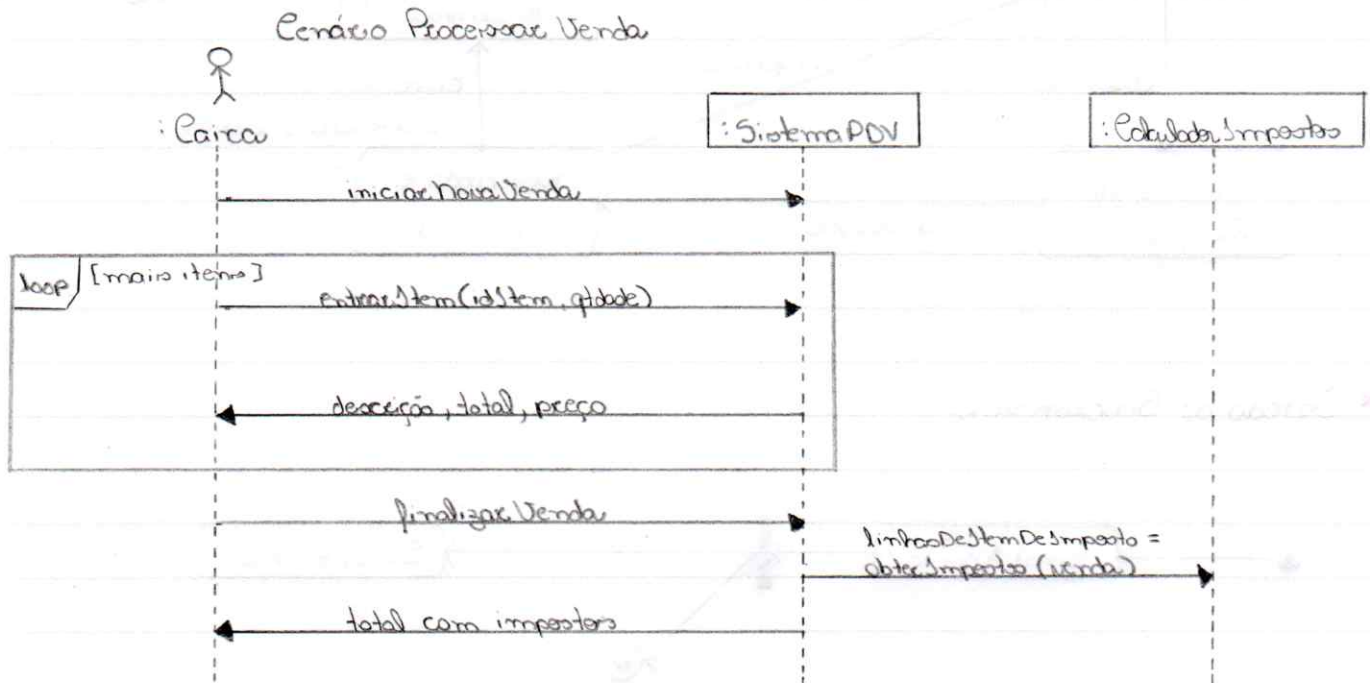 Cenário Processar Venda
:Caixa
:SistemaPDV
:CalculadorImpostos
iniciarNovaVenda
loop [mais itens]
entrarItem(idItem, qtdade)
descrição, total, preço
finalizarVenda
linhasDeItemDeImposto =
obterImpostos (venda)
total com impostos